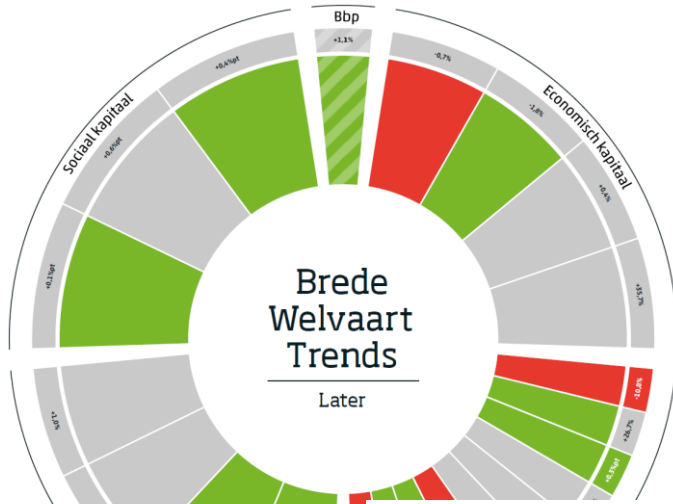 Bbp
+1,1%
-0,7%
-1,8%
+0,4%
+35,7%
Economisch kapitaal
Sociaal kapitaal
+0,4%pt
+0,6%pt
+0,1%pt
Brede
Welvaart
Trends
Later
-10,8%
+26,7%
+0,3%pt
+1,0%